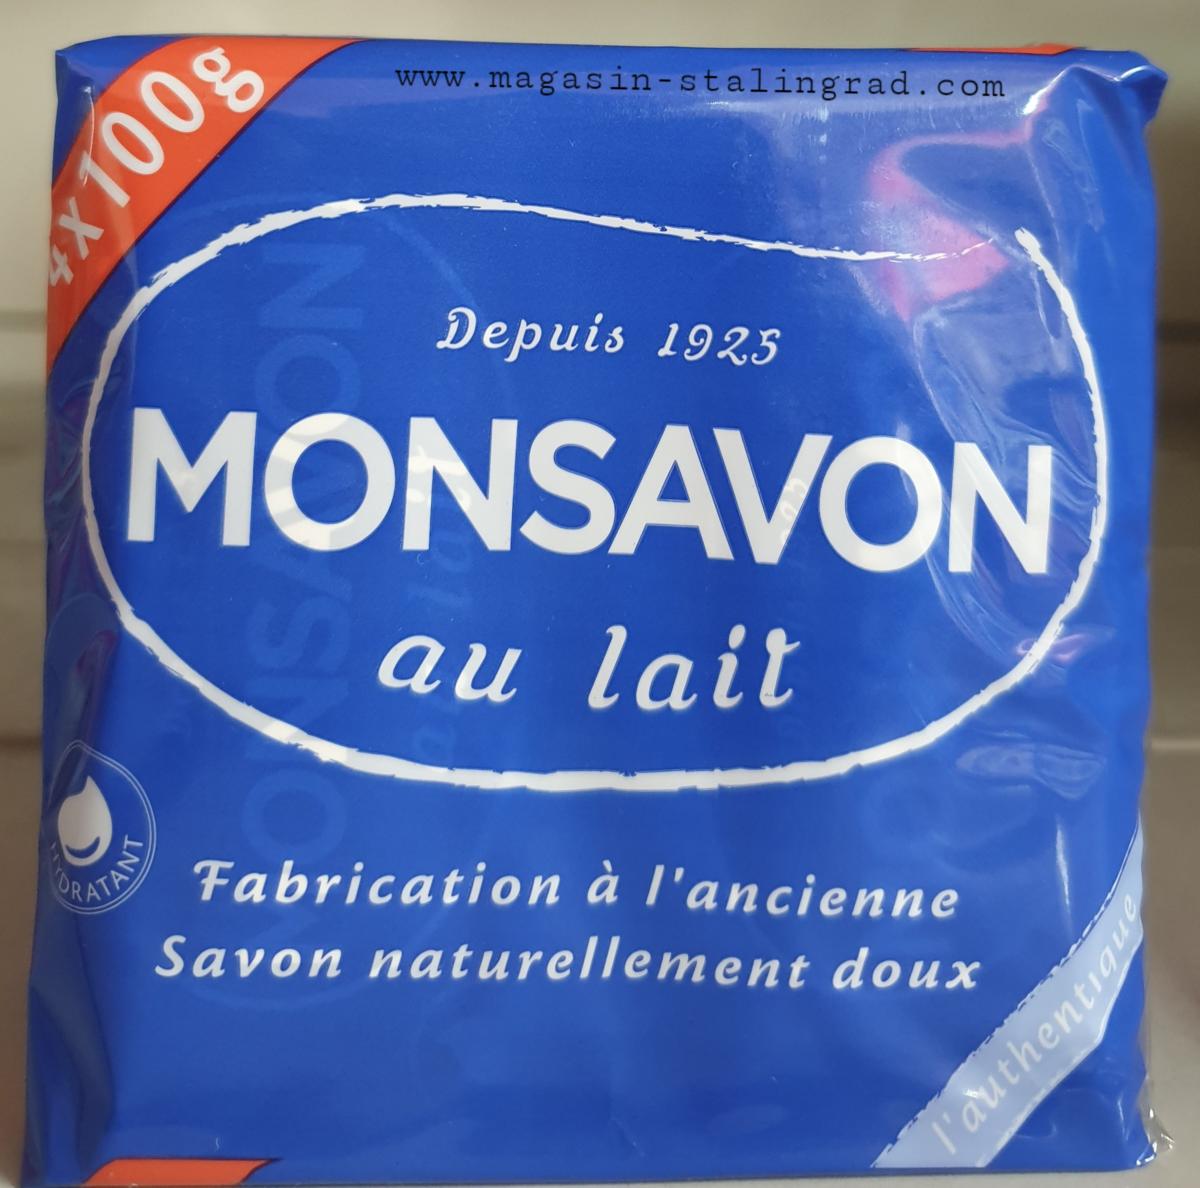 www.magasin-stalingrad.com
4x100g
Depuis 1925
MONSAVON
au lait
HYDRATANT
Fabrication à l'ancienne
Savon naturellement doux
l'authentique